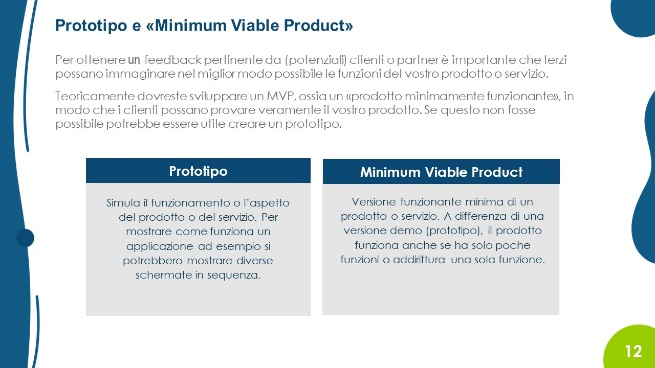 Prototipo e «Minimum Viable Product»
Per ottenere un feedback pertinente da (potenziali) clienti o partner è importante che terzi
possano immaginare nel miglior modo possibile le funzioni del vostro prodotto o servizio.
Teoricamente dovreste sviluppare un MVP, ossia un «prodotto minimamente funzionante», in
modo che i clienti possano provare veramente il vostro prodotto. Se questo non fosse
possibile potrebbe essere utile creare un prototipo.
Prototipo
Simula il funzionamento o l'aspetto
del prodotto o del servizio. Per
mostrare come funziona un
applicazione ad esempio si
potrebbero mostrare diverse
schermate in sequenza.
Minimum Viable Product
Versione funzionante minima di un
prodotto o servizio. A differenza di una
versione demo (prototipo), il prodotto
funziona anche se ha solo poche
funzioni o addirittura una sola funzione.
12